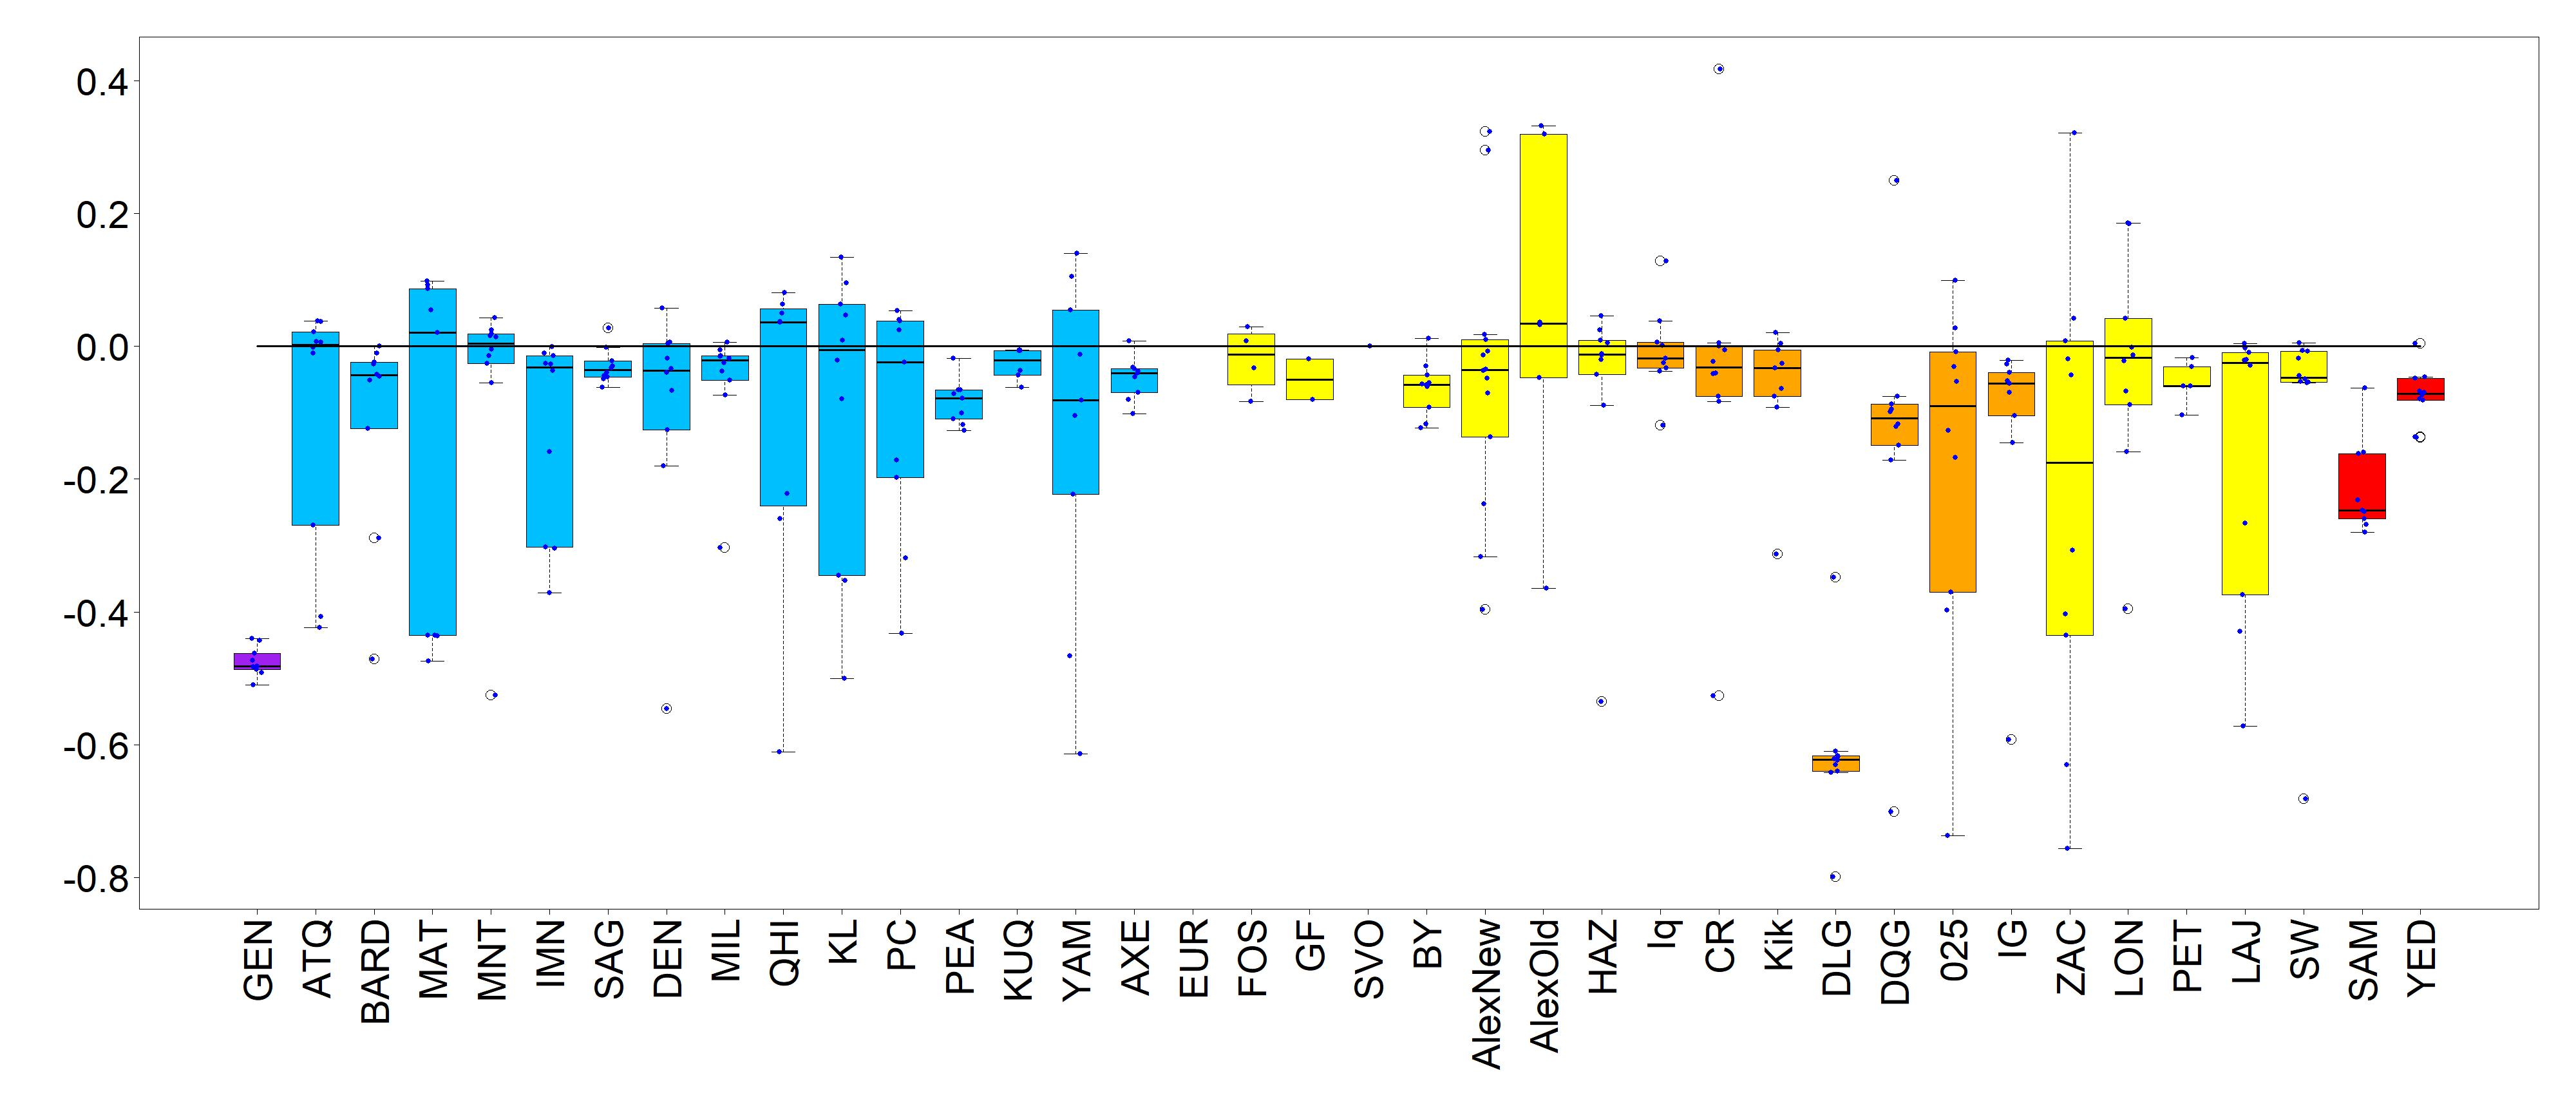 0.4
0.2
0.0
-0.2
-0.4
-0.6
-0.8
GEN
ATQ
BARD
MAT
MNT
IMN
SAG
DEN
MIL
QHI
KL
PC
PEA
KUQ
YAM
AXE
EUR
FOS
GF
SVO
BY
AlexNew
AlexOld
HAZ
Iq
CR
Kik
DLG
DQG
025
IG
ZAC
LON
PET
LAJ
SW
SAM
YED